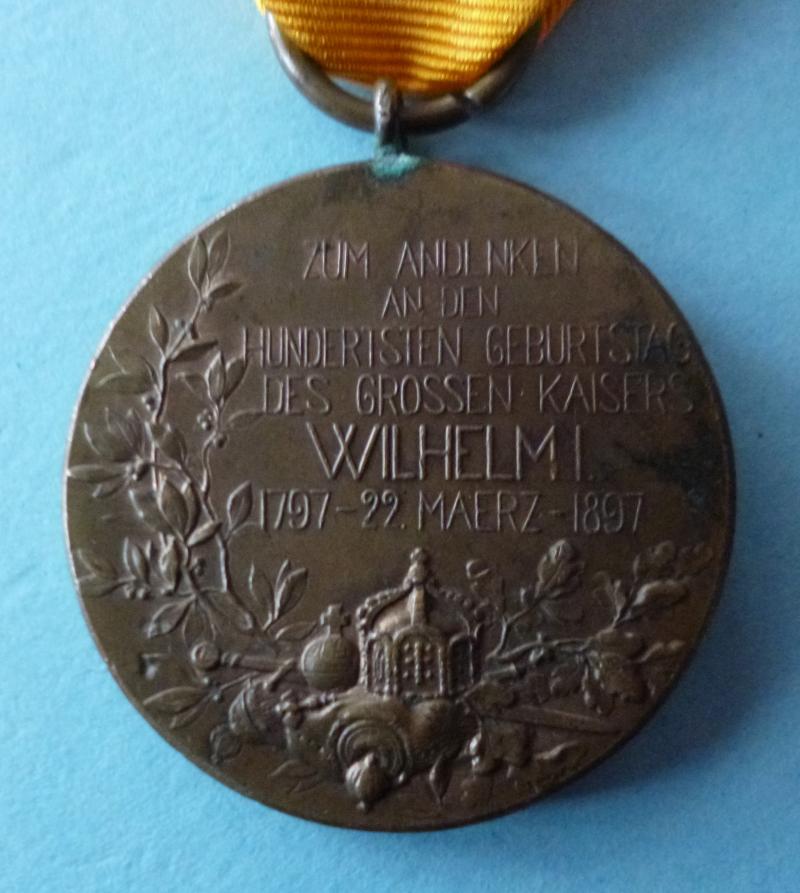 ZUM ANDENKEN
AN DEN
HUNDERTSTEN GEBURTSTAG
DES GROSSEN KAISERS
WILHELM I.
1797 – 22. MAERZ – 1897